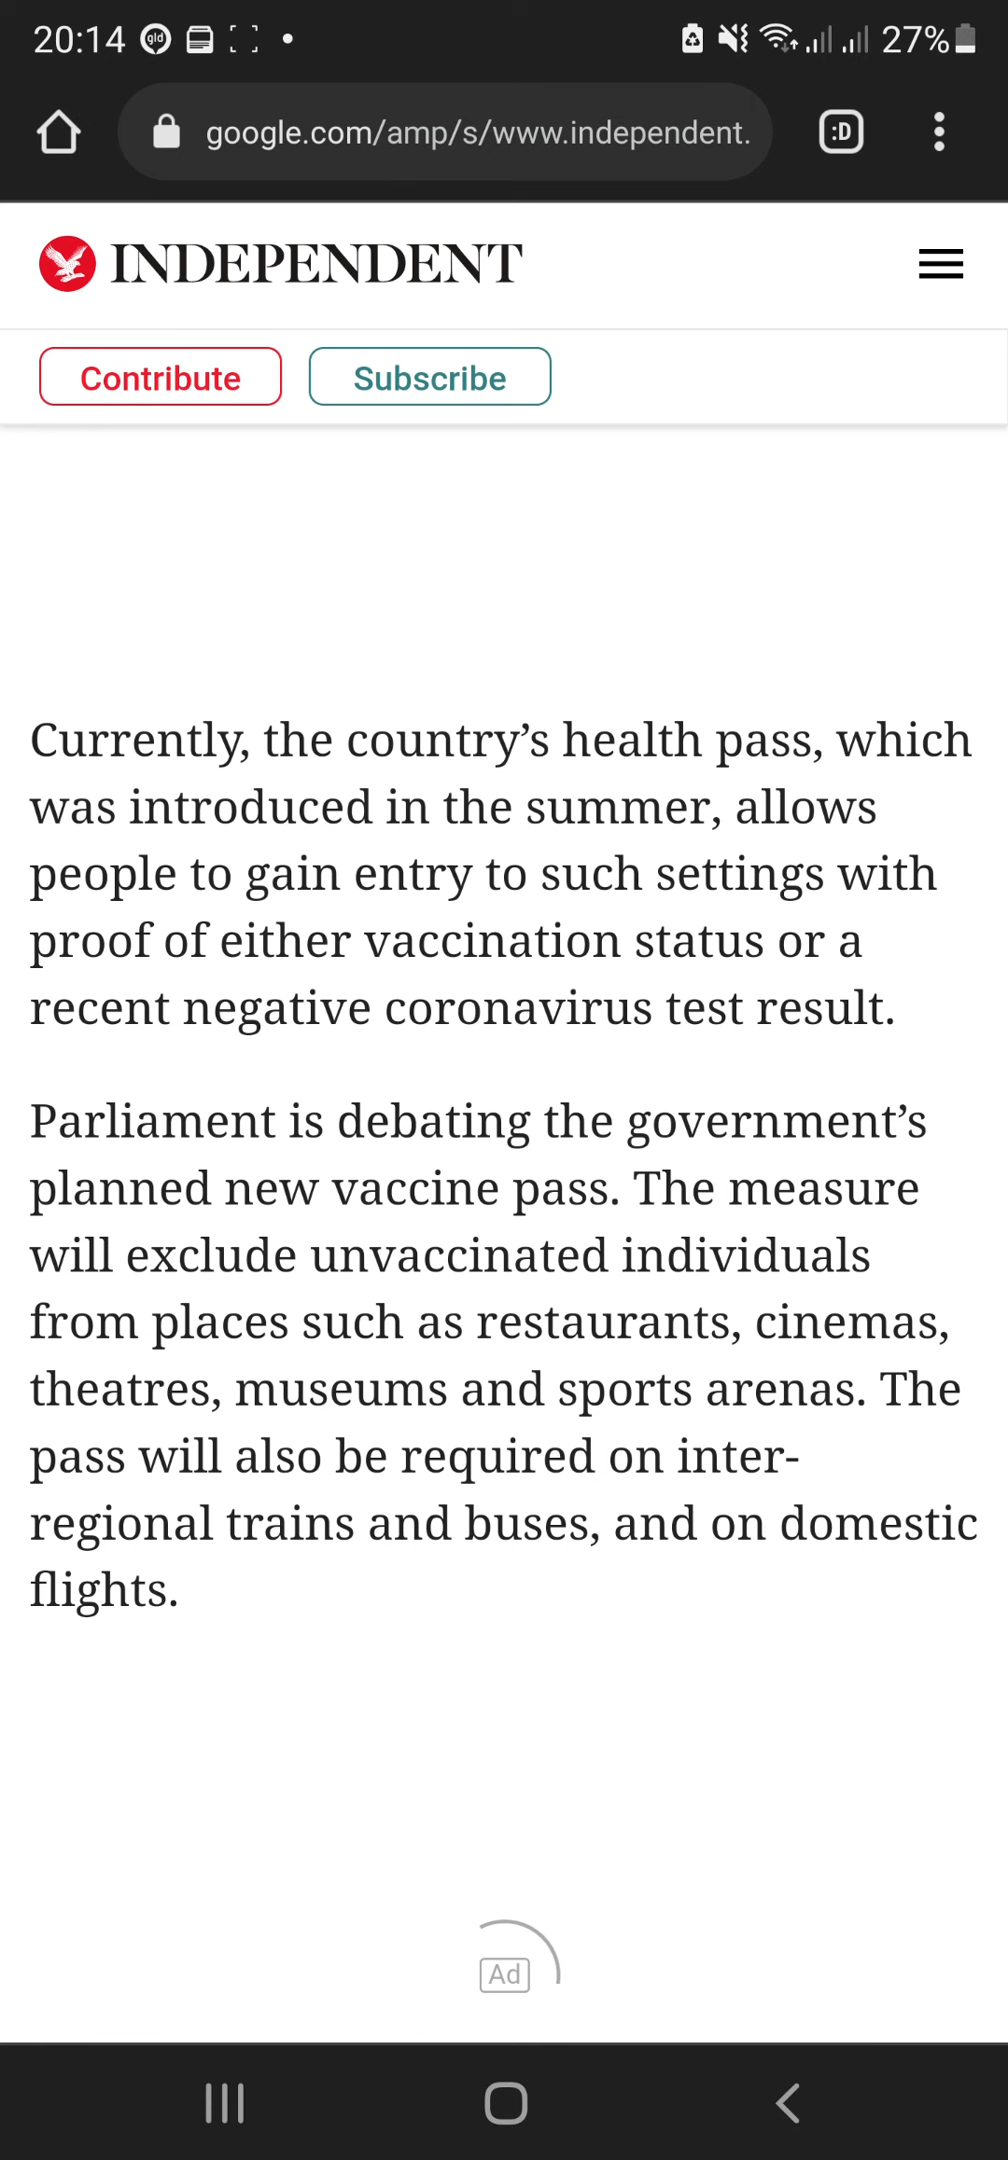 20:14 gld 27%
google.com/amp/s/www.independent. :D
INDEPENDENT
Contribute Subscribe
Currently, the country’s health pass, which
was introduced in the summer, allows
people to gain entry to such settings with
proof of either vaccination status or a
recent negative coronavirus test result.
Parliament is debating the government’s
planned new vaccine pass. The measure
will exclude unvaccinated individuals
from places such as restaurants, cinemas,
theatres, museums and sports arenas. The
pass will also be required on inter-
regional trains and buses, and on domestic
flights.
Ad